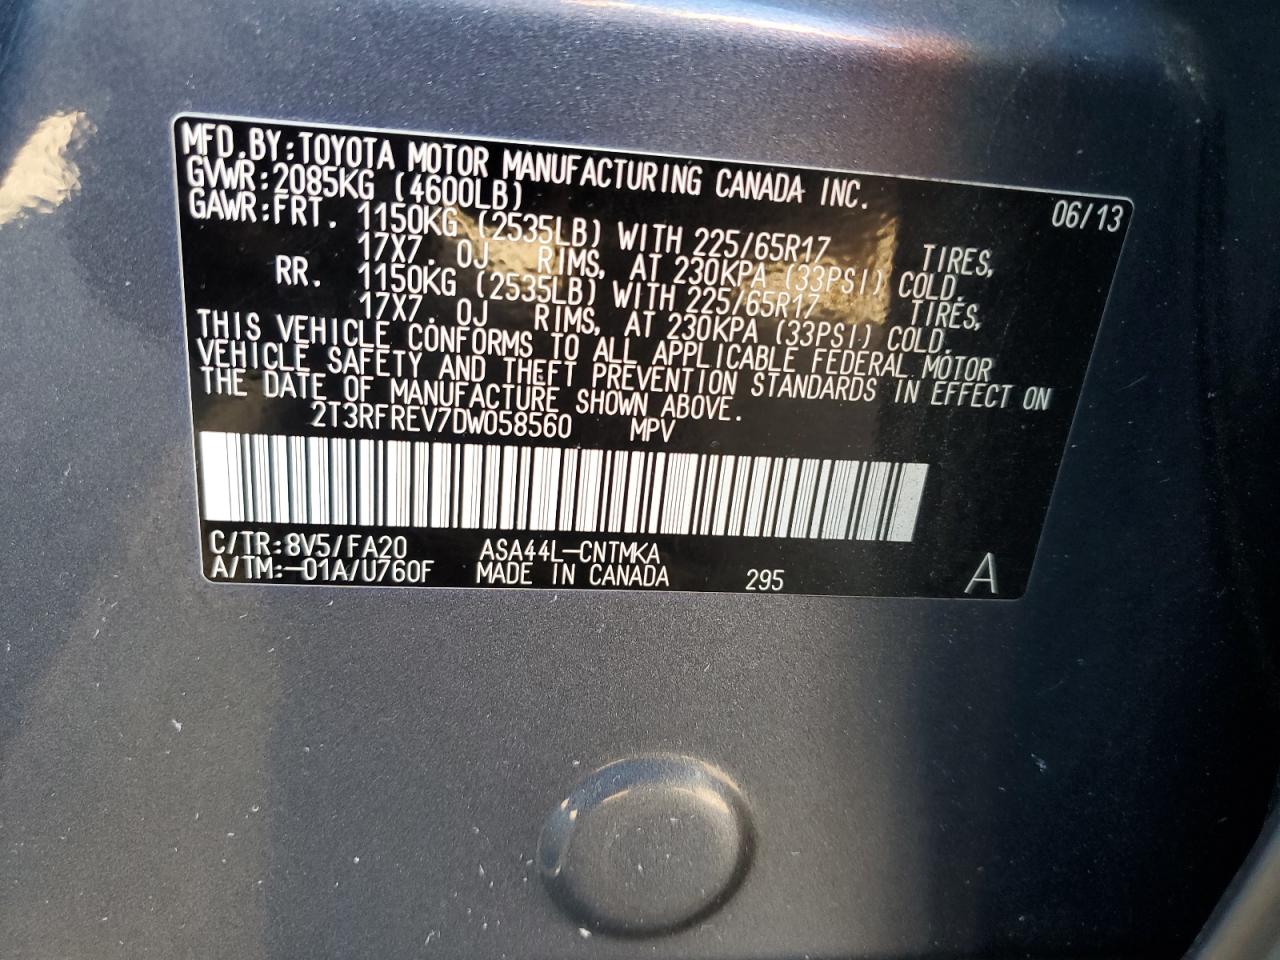 MFD.BY:TOYOTA MOTOR MANUFACTURING CANADA INC.
GVWR:2085KG (4600LB) 06/13
GAWR:FRT. 1150KG (2535LB) WITH 225/65R17 TIRES,
17X7.0J RIMS, AT 230KPA (33PSI) COLD.
RR. 1150KG (2535LB) WITH 225/65R17 TIRES,
17X7.0J RIMS, AT 230KPA (33PSI) COLD.
THIS VEHICLE CONFORMS TO ALL APPLICABLE FEDERAL MOTOR
VEHICLE SAFETY AND THEFT PREVENTION STANDARDS IN EFFECT ON
THE DATE OF MANUFACTURE SHOWN ABOVE.
2T3RFREV7DW058560 MPV
C/TR:8V5/FA20 ASA44L-CNTMKA
A/TM:-01A/U760F MADE IN CANADA 295 A